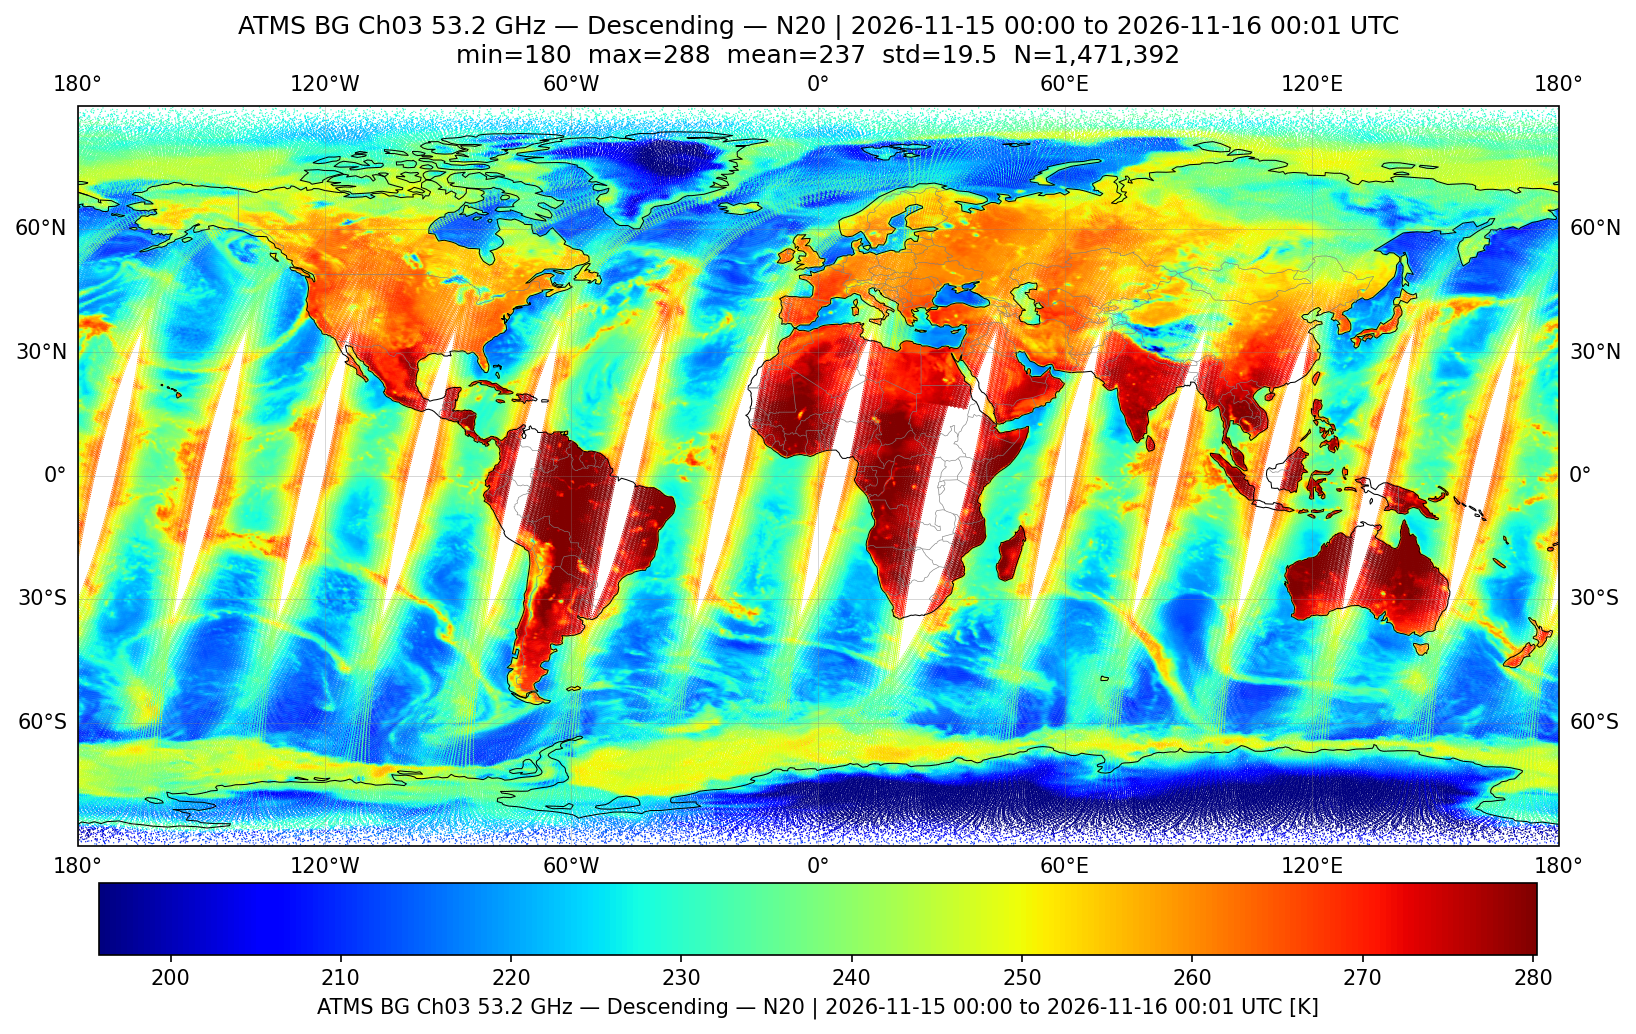 ATMS BG Ch03 53.2 GHz — Descending — N20 | 2026-11-15 00:00 to 2026-11-16 00:01 UTC
min=180 max=288 mean=237 std=19.5 N=1,471,392
180° 120°W 60°W 0° 60°E 120°E 180°
60°N 60°N
30°N 30°N
0° 0°
30°S 30°S
60°S 60°S
180° 120°W 60°W 0° 60°E 120°E 180°
200 210 220 230 240 250 260 270 280
ATMS BG Ch03 53.2 GHz — Descending — N20 | 2026-11-15 00:00 to 2026-11-16 00:01 UTC [K]